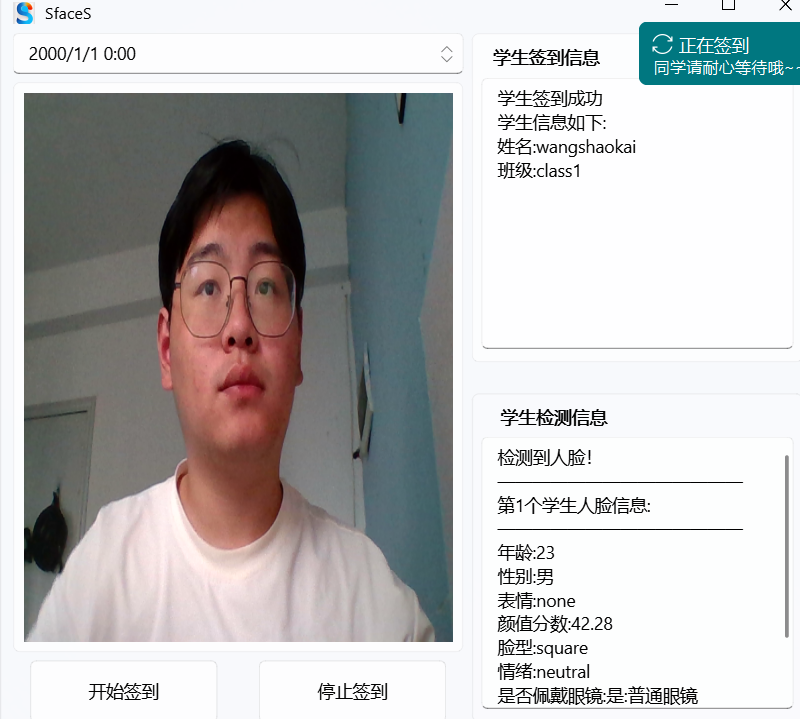 SfaceS
2000/1/1 0:00
学生签到信息
正在签到
同学请耐心等待哦~~
学生签到成功
学生信息如下:
姓名:wangshaokai
班级:class1
学生检测信息
检测到人脸!
第1个学生人脸信息:
年龄:23
性别:男
表情:none
颜值分数:42.28
脸型:square
情绪:neutral
是否佩戴眼镜:是:普通眼镜
开始签到
停止签到